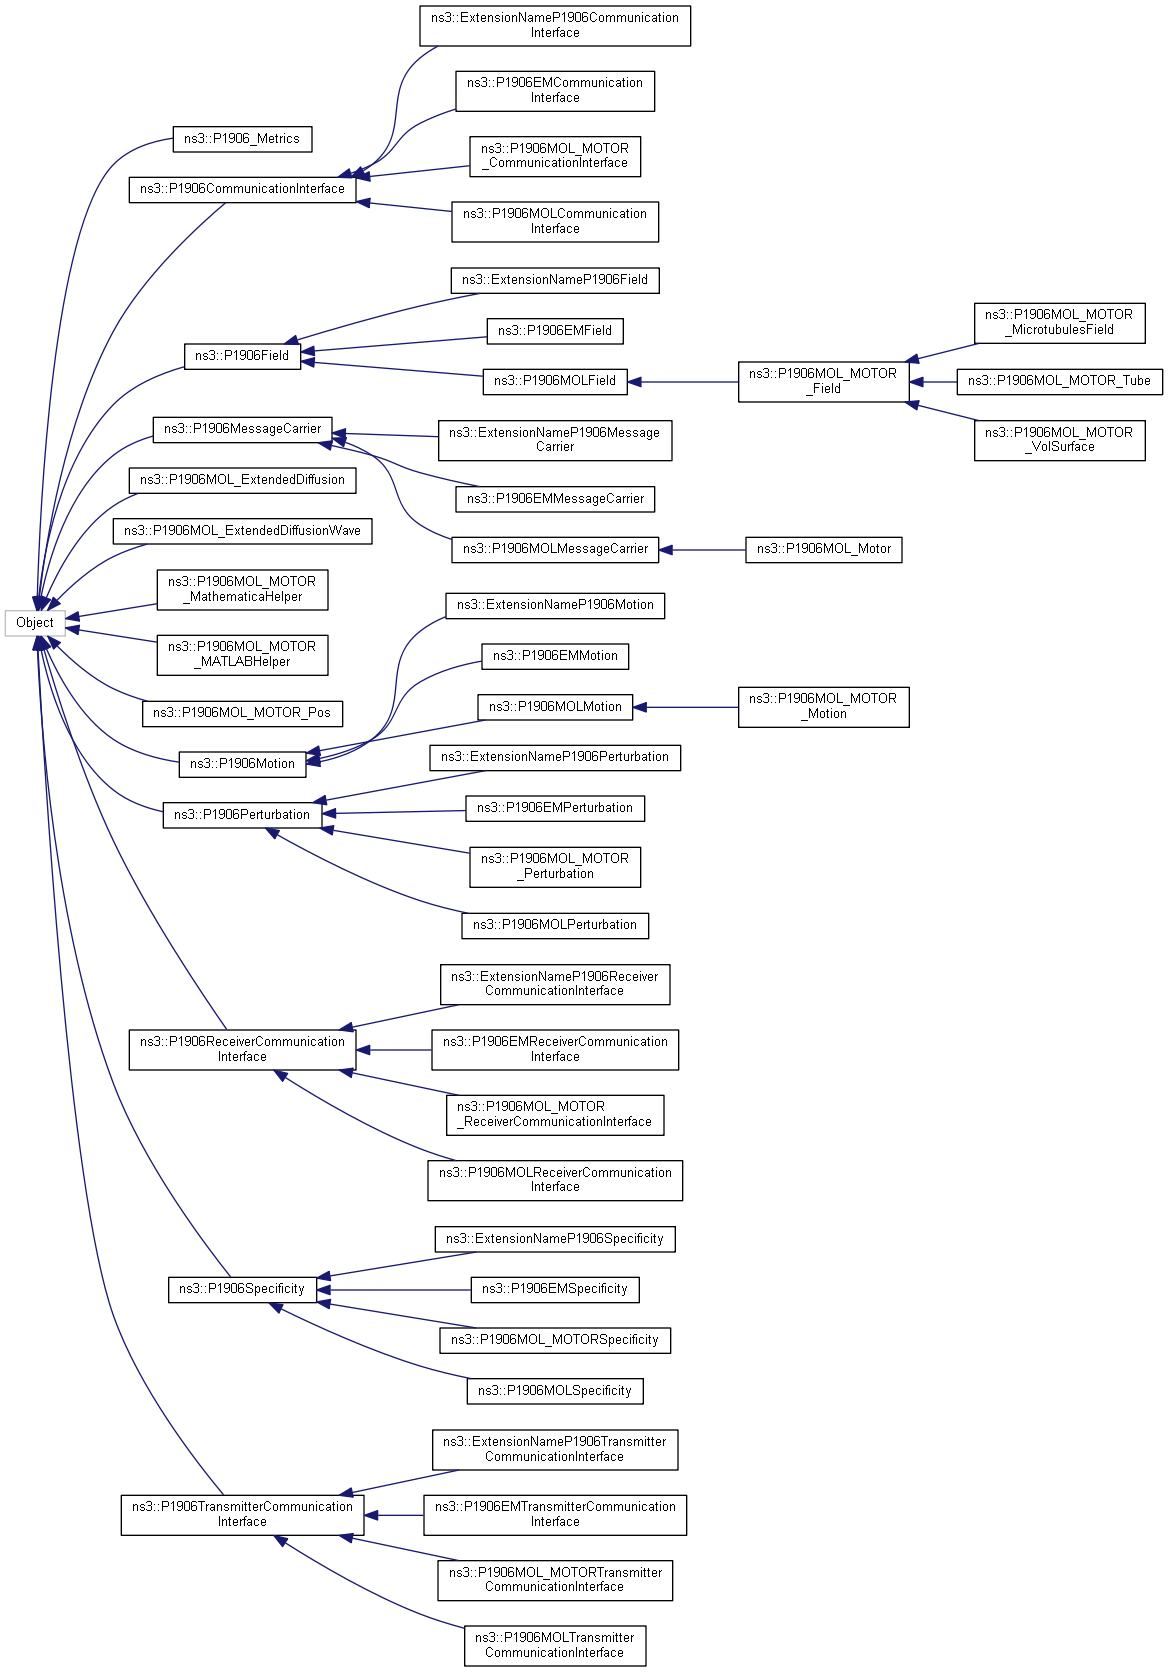 ns3::ExtensionNameP1906Communication
Interface
ns3::P1906EMCommunication
Interface
ns3::P1906_Metrics
ns3::P1906MOL_MOTOR
_CommunicationInterface
ns3::P1906CommunicationInterface
ns3::P1906MOLCommunication
Interface
ns3::ExtensionNameP1906Field
ns3::P1906EMField
ns3::P1906Field
ns3::P1906MOLField
ns3::P1906MOL_MOTOR
_Field
ns3::P1906MOL_MOTOR
_MicrotubulesField
ns3::P1906MOL_MOTOR_Tube
ns3::P1906MOL_MOTOR
_VolSurface
ns3::P1906MessageCarrier
ns3::ExtensionNameP1906Message
Carrier
ns3::P1906MOL_ExtendedDiffusion
ns3::P1906EMMessageCarrier
ns3::P1906MOL_ExtendedDiffusionWave
ns3::P1906MOLMessageCarrier
ns3::P1906MOL_Motor
ns3::P1906MOL_MOTOR
_MathematicaHelper
Object
ns3::ExtensionNameP1906Motion
ns3::P1906MOL_MOTOR
_MATLABHelper
ns3::P1906EMMotion
ns3::P1906MOL_MOTOR_Pos
ns3::P1906MOLMotion
ns3::P1906MOL_MOTOR
_Motion
ns3::P1906Motion
ns3::ExtensionNameP1906Perturbation
ns3::P1906Perturbation
ns3::P1906EMPerturbation
ns3::P1906MOL_MOTOR
_Perturbation
ns3::P1906MOLPerturbation
ns3::ExtensionNameP1906Receiver
CommunicationInterface
ns3::P1906ReceiverCommunication
Interface
ns3::P1906EMReceiverCommunication
Interface
ns3::P1906MOL_MOTOR
_ReceiverCommunicationInterface
ns3::P1906MOLReceiverCommunication
Interface
ns3::ExtensionNameP1906Specificity
ns3::P1906Specificity
ns3::P1906EMSpecificity
ns3::P1906MOL_MOTORSpecificity
ns3::P1906MOLSpecificity
ns3::ExtensionNameP1906Transmitter
CommunicationInterface
ns3::P1906TransmitterCommunication
Interface
ns3::P1906EMTransmitterCommunication
Interface
ns3::P1906MOL_MOTORTransmitter
CommunicationInterface
ns3::P1906MOLTransmitter
CommunicationInterface